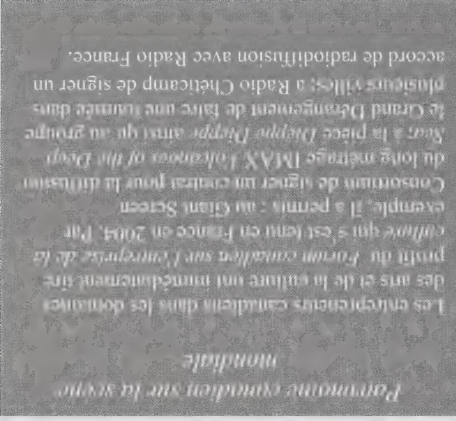 Patrimoine canadien sur la scène
mondiale
Les entrepreneurs canadiens dans les domaines
des arts et de la culture ont immédiatement tiré
profit du Forum canadien sur l'entreprise de la
culture qui s'est tenu en France en 2004. Par
exemple, il a permis : au Giant Screen
Consortium de signer un contrat pour la diffusion
du long métrage IMAX Volcanoes of the Deep
Sea; à la pièce Dieppe Dieppe ainsi qu'au groupe
le Grand Dérangement de faire une tournée dans
plusieurs villes; à Radio Chéticamp de signer un
accord de radiodiffusion avec Radio France.